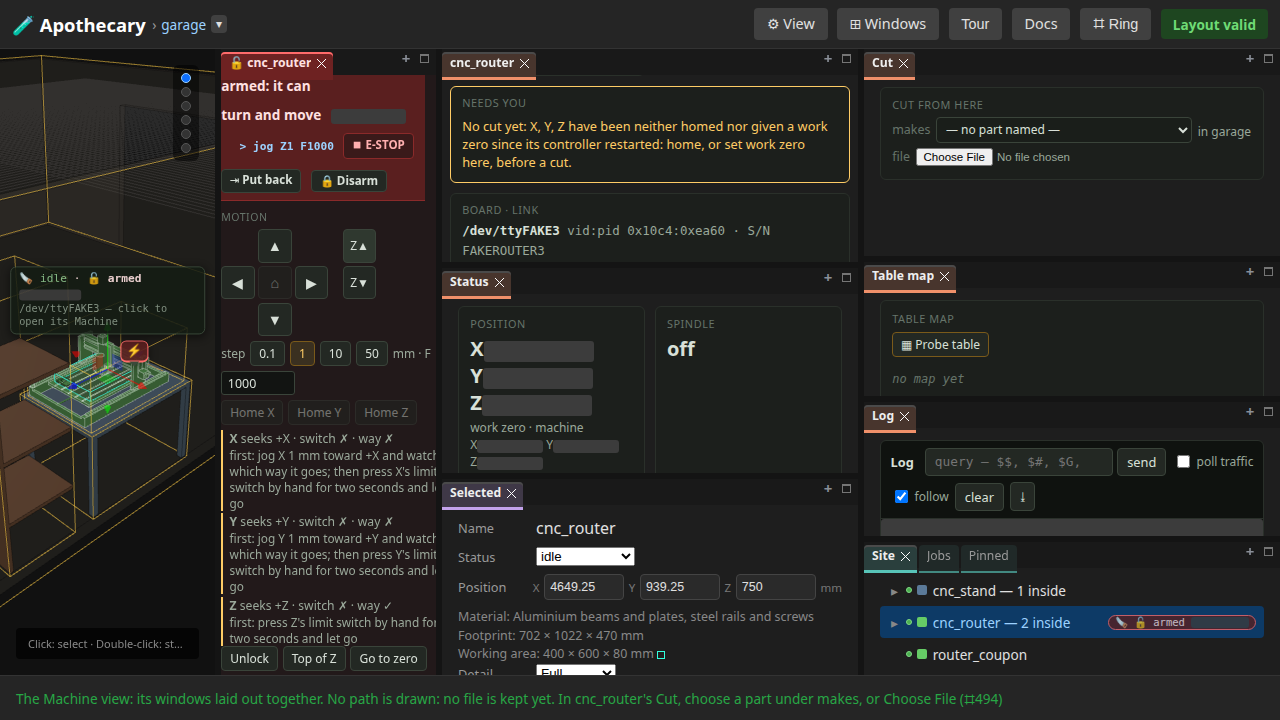 🧪 Apothecary › garage ▾
⚙ View
⊞ Windows
Tour
Docs
⌗ Ring
Layout valid
🔓 cnc_router
armed: it can
turn and move
> jog Z1 F1000
■ E-STOP
⇥ Put back
🔒 Disarm
MOTION
▲
Z▲
◀
⌂
▶
Z▼
▼
step
0.1
1
10
50
mm · F
1000
Home X
Home Y
Home Z
X seeks +X · switch ✗ · way ✗
first: jog X 1 mm toward +X and watch
which way it goes; then press X's limit
switch by hand for two seconds and le
go
Y seeks +Y · switch ✗ · way ✗
first: jog Y 1 mm toward +Y and watch
which way it goes; then press Y's limit
switch by hand for two seconds and le
go
Z seeks +Z · switch ✗ · way ✓
first: press Z's limit switch by hand for
two seconds and let go
Unlock
Top of Z
Go to zero
idle · 🔓 armed
/dev/ttyFAKE3 — click to
open its Machine
⚡
Click: select · Double-click: st...
cnc_router
NEEDS YOU
No cut yet: X, Y, Z have been neither homed nor given a work
zero since its controller restarted: home, or set work zero
here, before a cut.
BOARD · LINK
/dev/ttyFAKE3 vid:pid 0x10c4:0xea60 · S/N
FAKEROUTER3
Status
POSITION
X
Y
Z
work zero · machine
X
Y
Z
SPINDLE
off
Selected
Name cnc_router
Status idle
Position X 4649.25 Y 939.25 Z 750 mm
Material: Aluminium beams and plates, steel rails and screws
Footprint: 702 × 1022 × 470 mm
Working area: 400 × 600 × 80 mm
Detail Full
Cut
CUT FROM HERE
makes — no part named — in garage
file Choose File No file chosen
Table map
TABLE MAP
▦ Probe table
no map yet
Log
Log query — $$, $#, $G, send poll traffic
follow clear ⭳
Site
Jobs
Pinned
▸ cnc_stand — 1 inside
▸ cnc_router — 2 inside 🔓 armed
router_coupon
The Machine view: its windows laid out together. No path is drawn: no file is kept yet. In cnc_router's Cut, choose a part under makes, or Choose File (⌗494)